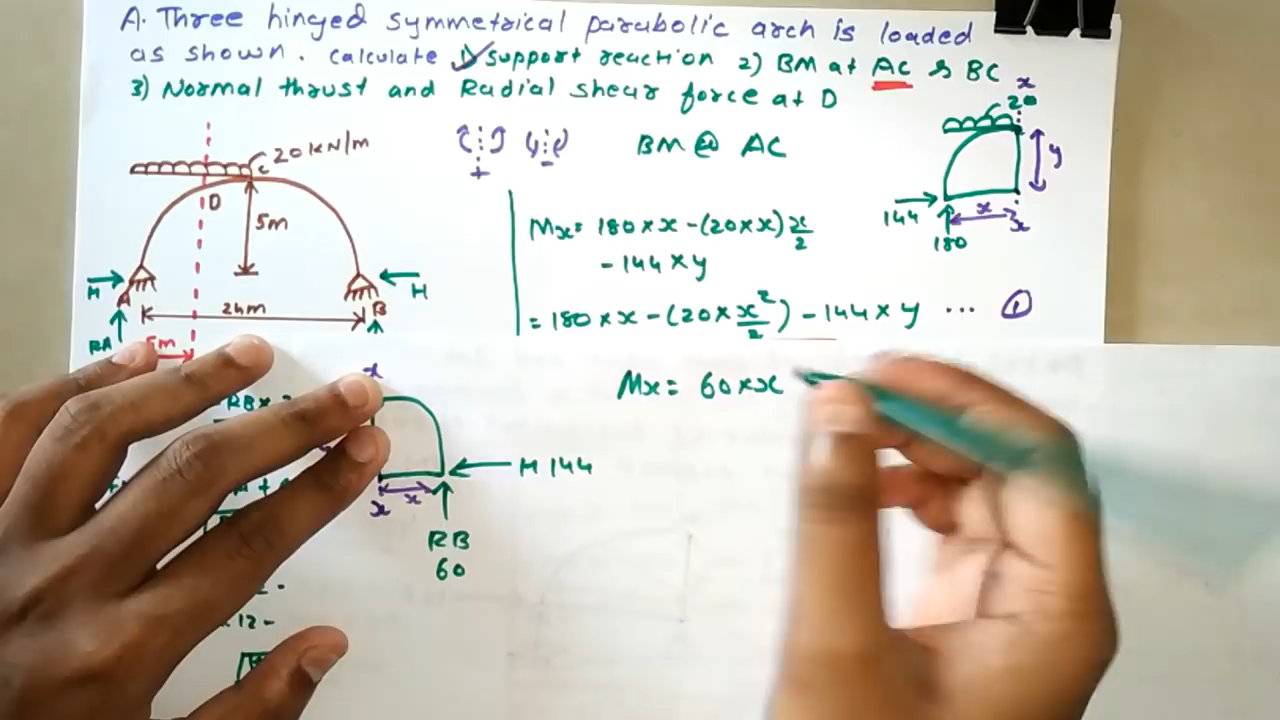 A. Three hinged symmetrical parabolic arch is loaded
as shown. calculate 1) support reaction 2) BM at AC & BC
3) Normal thrust and Radial shear force at D
20 kN/m
C
D
5m
H
H
A
B
24m
RA
5m
BM @ AC
+
-
Mx = 180 × x - (20 × x) x/2
- 144 × y
= 180 × x - (20 × x²/2) - 144 × y ... ①
x
20
y
144
x
x
180
Mx = 60 × x
RB ×
x
H 144
x
x
RB
60
12 -